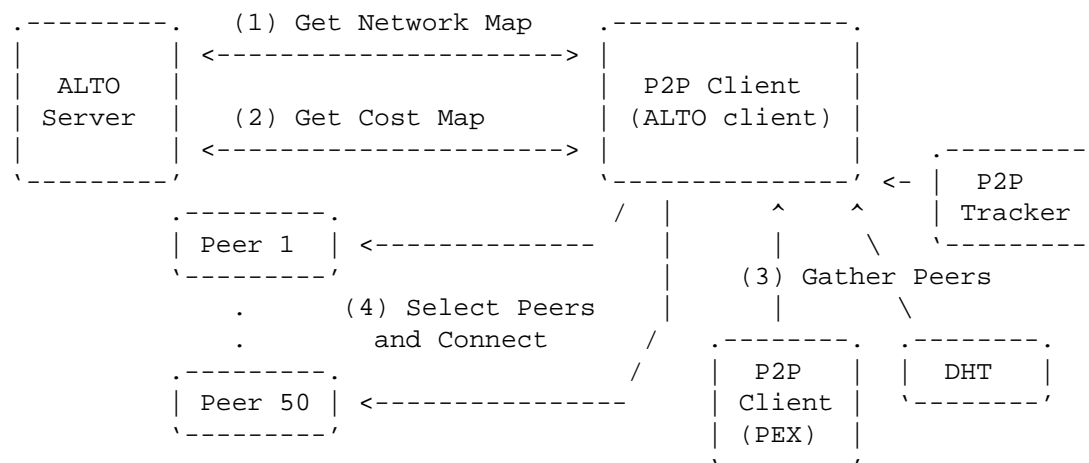 (1) Get Network Map
ALTO
Server
P2P Client
(ALTO client)
(2) Get Cost Map
P2P
Tracker
Peer 1
(3) Gather Peers
(4) Select Peers
and Connect
Peer 50
P2P
Client
(PEX)
DHT